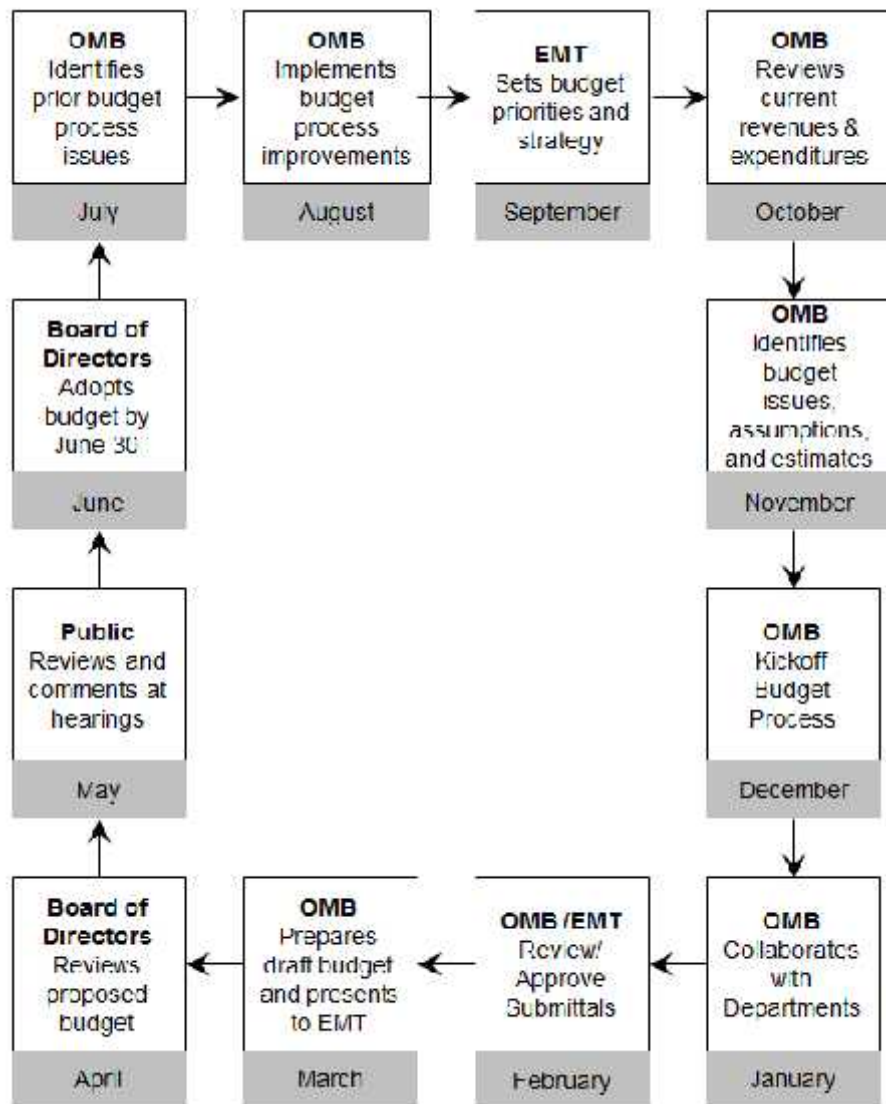 OMB
Identifies
prior budget
process
issues
July
OMB
Implements
budget
process
improvements
August
EMT
Sets budget
priorities and
strategy
September
OMB
Reviews
current
revenues &
expenditures
October
OMB
Identifies
budget
issues,
assumptions,
and estimates
November
OMB
Kickoff
Budget
Process
December
OMB
Collaborates
with
Departments
January
OMB /EMT
Review/
Approve
Submittals
February
OMB
Prepares
draft budget
and presents
to EMT
March
Board of
Directors
Reviews
proposed
budget
April
Public
Reviews and
comments at
hearings
May
Board of
Directors
Adopts
budget by
June 30
June